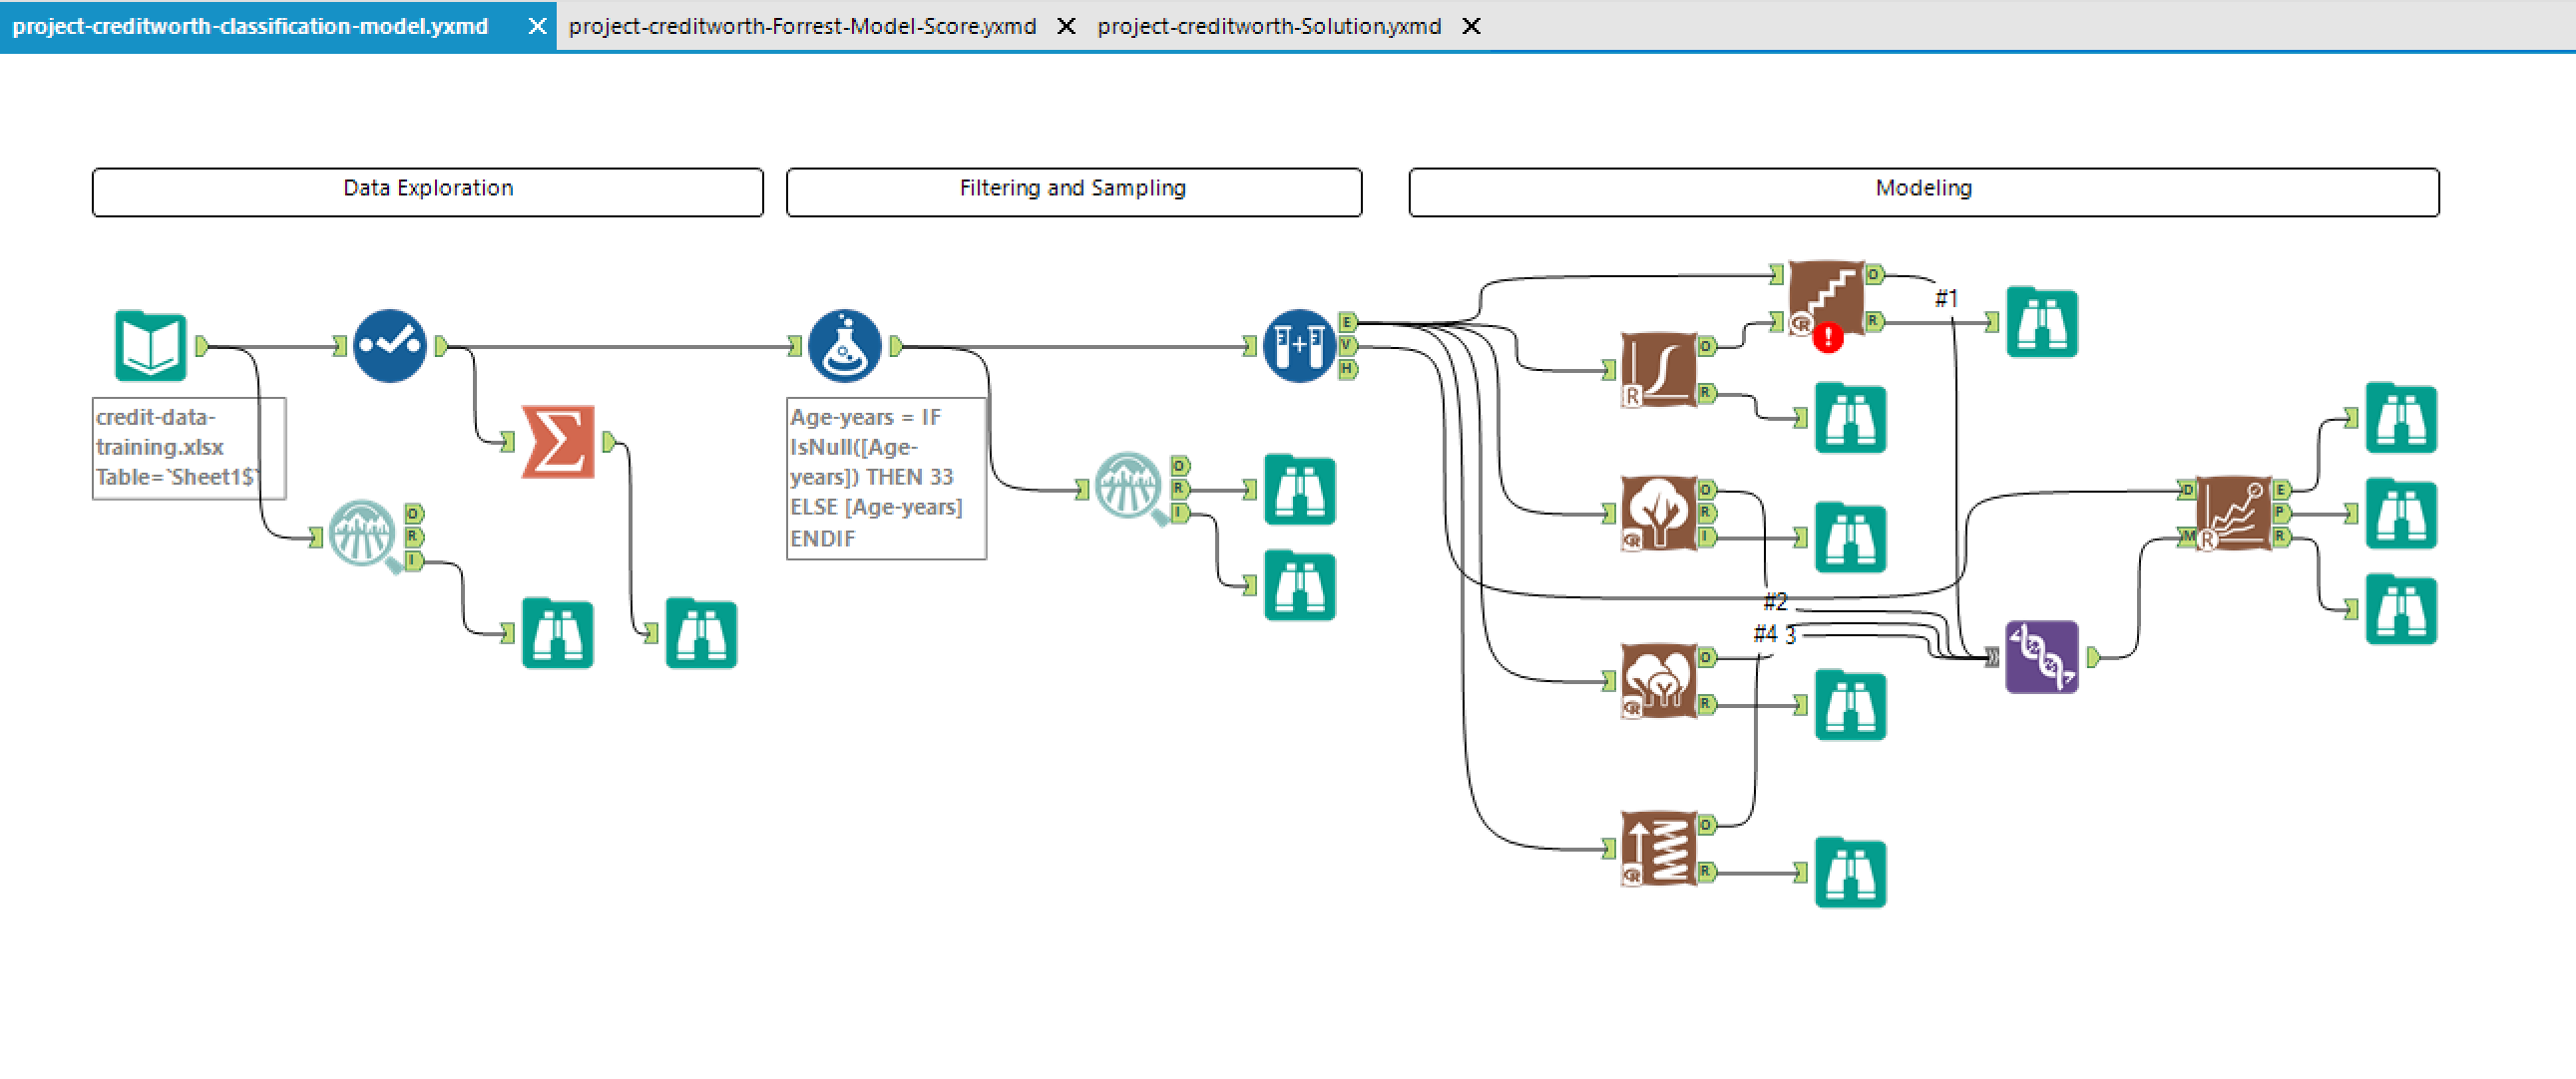 project-creditworth-classification-model.yxmd
project-creditworth-Forrest-Model-Score.yxmd
project-creditworth-Solution.yxmd
Data Exploration
Filtering and Sampling
Modeling
credit-data-
training.xlsx
Table=`Sheet1$`
Age-years = IF
IsNull([Age-
years]) THEN 33
ELSE [Age-years]
ENDIF
O
R
I
O
R
I
E
V
H
O
R
R
!
#1
O
R
R
O
R
I
R
#2
#4 3
O
R
R
O
R
R
D
M
R
E
P
R